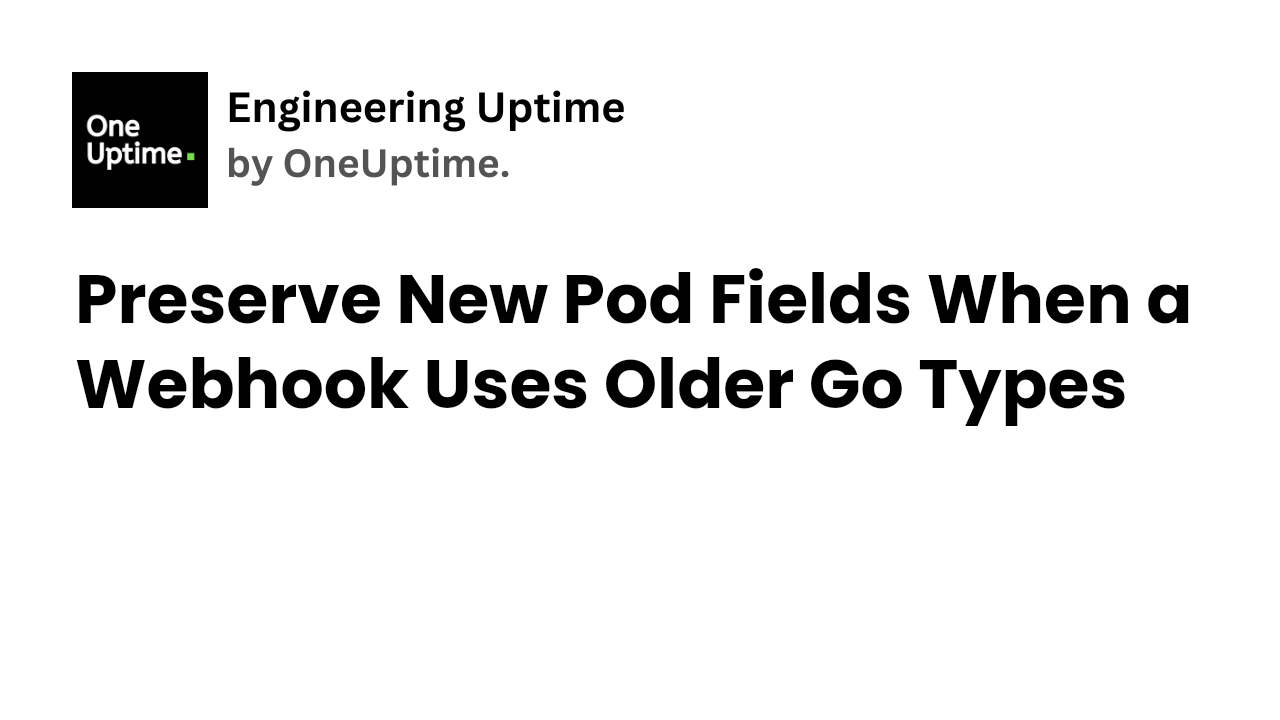 One
Uptime.
Engineering Uptime
by OneUptime.
Preserve New Pod Fields When a
Webhook Uses Older Go Types